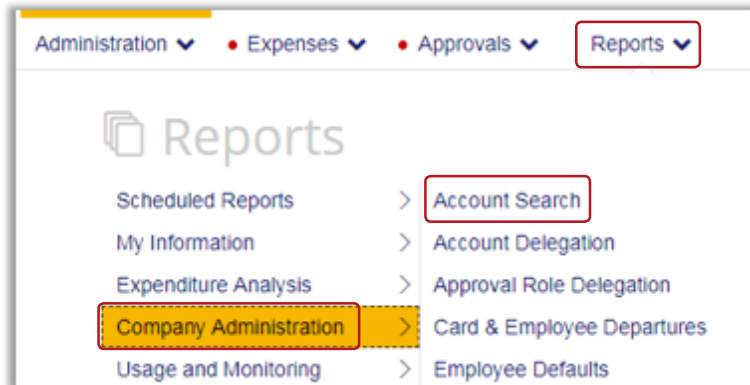 Administration • Expenses • Approvals Reports
Reports
Scheduled Reports > Account Search
My Information > Account Delegation
Expenditure Analysis > Approval Role Delegation
Company Administration > Card & Employee Departures
Usage and Monitoring > Employee Defaults